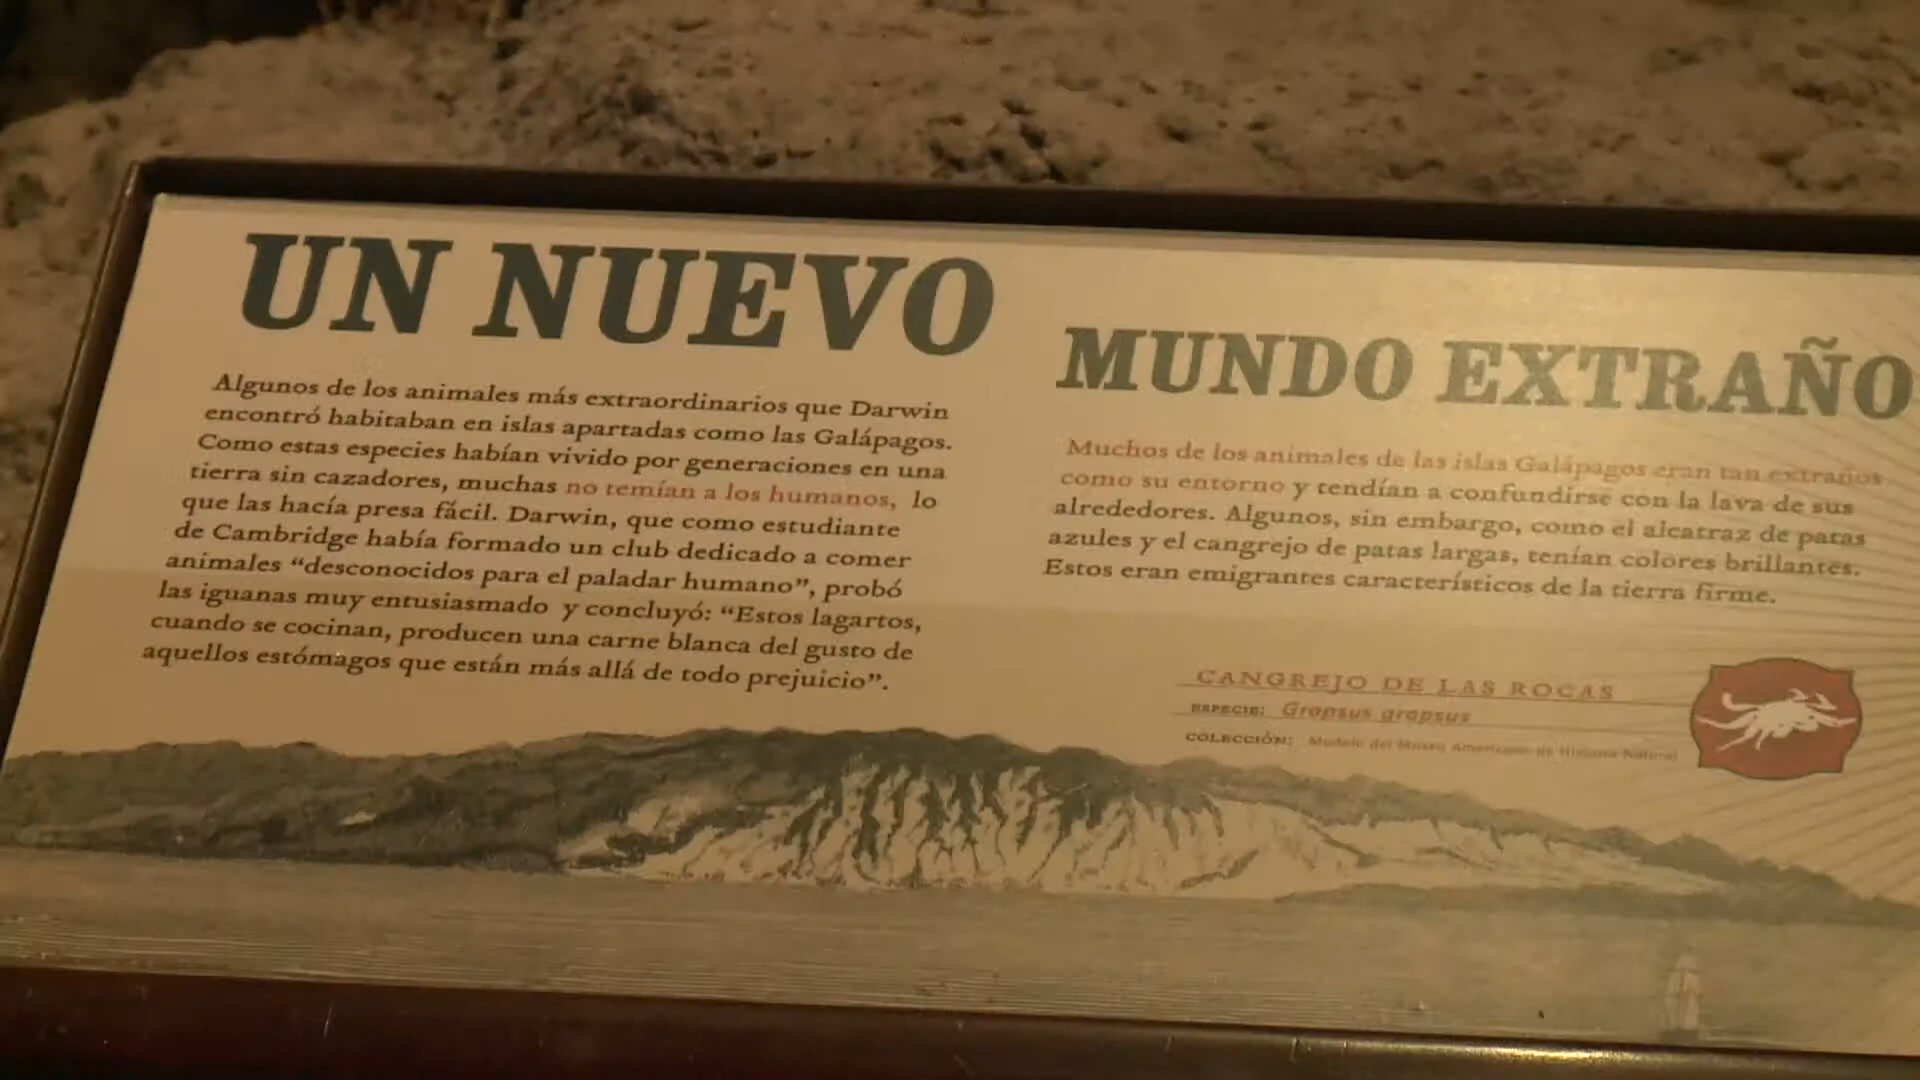 UN NUEVO
Algunos de los animales más extraordinarios que Darwin
encontró habitaban en islas apartadas como las Galápagos.
Como estas especies habían vivido por generaciones en una
tierra sin cazadores, muchas no temían a los humanos, lo
que las hacía presa fácil. Darwin, que como estudiante
de Cambridge había formado un club dedicado a comer
animales “desconocidos para el paladar humano”, probó
las iguanas muy entusiasmado y concluyó: “Estos lagartos,
cuando se cocinan, producen una carne blanca del gusto de
aquellos estómagos que están más allá de todo prejuicio”.
MUNDO EXTRAÑO
Muchos de los animales de las islas Galápagos eran tan extraños
como su entorno y tendían a confundirse con la lava de sus
alrededores. Algunos, sin embargo, como el alcatraz de patas
azules y el cangrejo de patas largas, tenían colores brillantes.
Estos eran emigrantes característicos de la tierra firme.
CANGREJO DE LAS ROCAS
ESPECIE: Grapsus grapsus
COLECCIÓN: Modelo del Museo Americano de Historia Natural